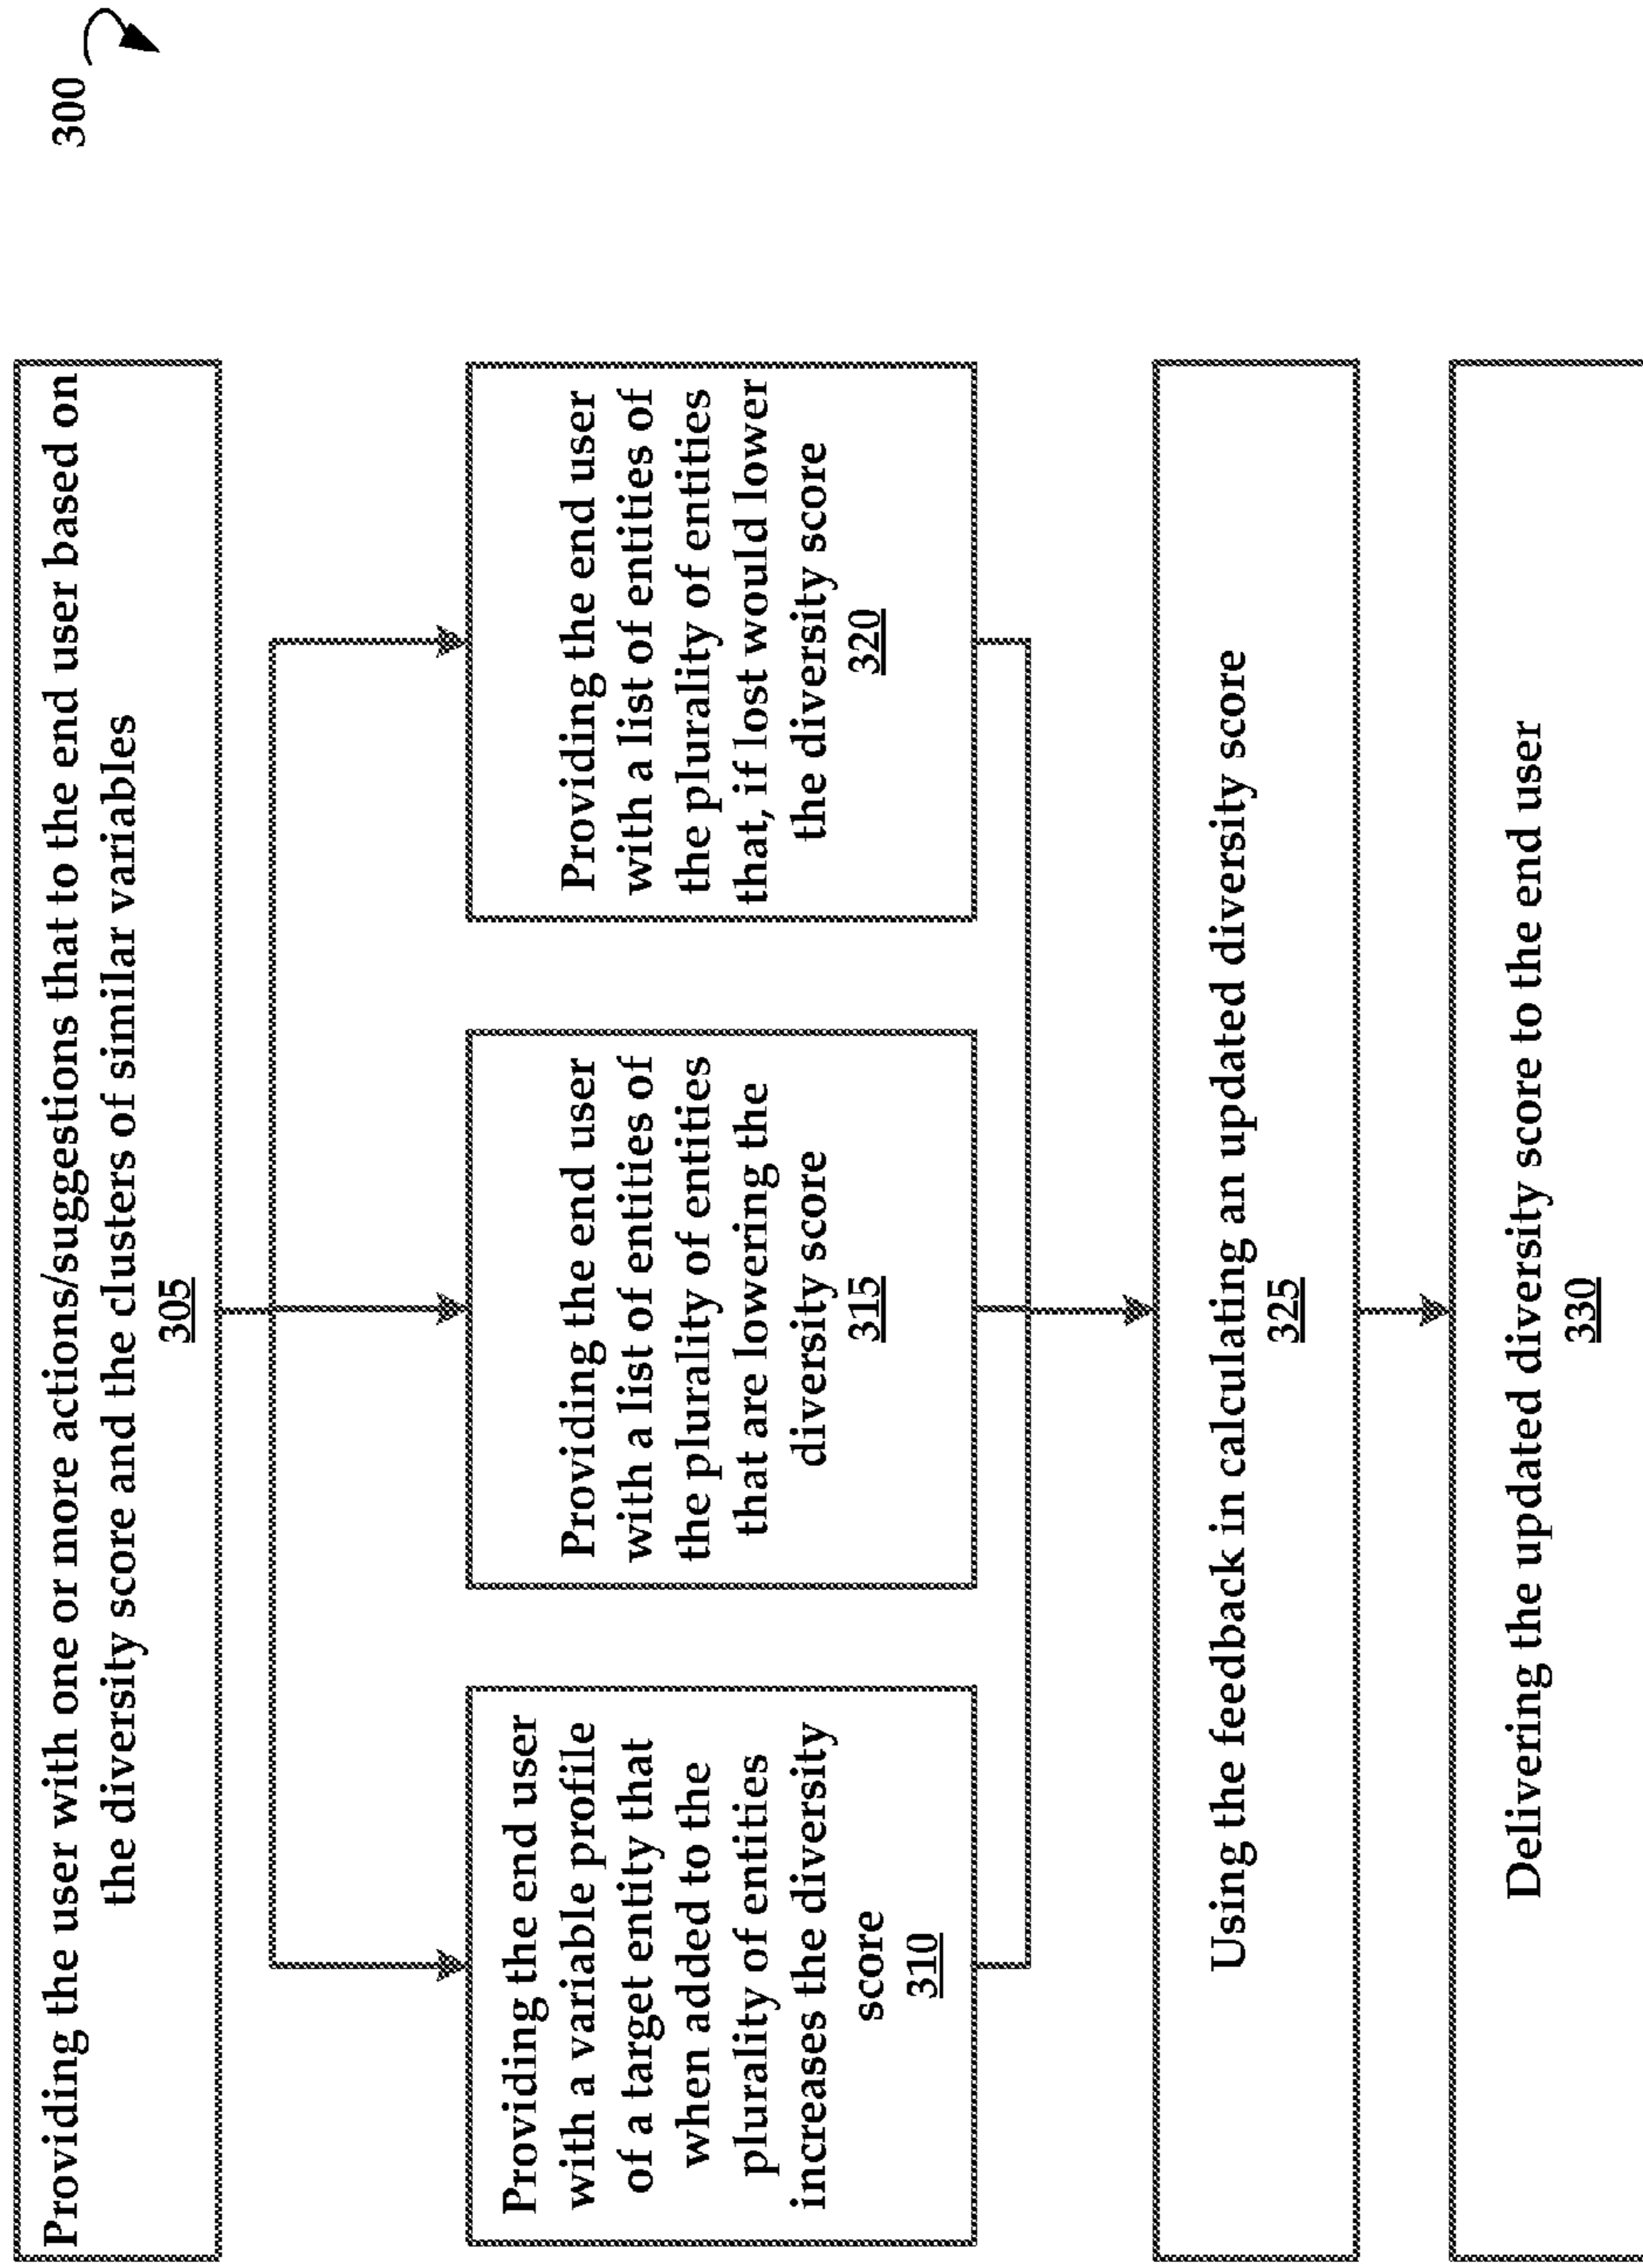 300
Providing the user with one or more actions/suggestions that to the end user based on
the diversity score and the clusters of similar variables
305
Providing the end user
with a variable profile
of a target entity that
when added to the
plurality of entities
increases the diversity
score
310
Providing the end user
with a list of entities of
the plurality of entities
that are lowering the
diversity score
315
Providing the end user
with a list of entities of
the plurality of entities
that, if lost would lower
the diversity score
320
Using the feedback in calculating an updated diversity score
325
Delivering the updated diversity score to the end user
330